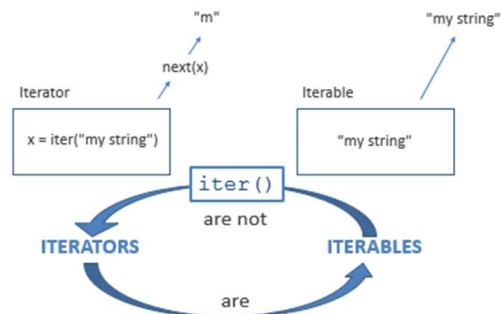 "m"
"my string"
next(x)
Iterator
Iterable
x = iter("my string")
"my string"
iter()
are not
ITERATORS
ITERABLES
are